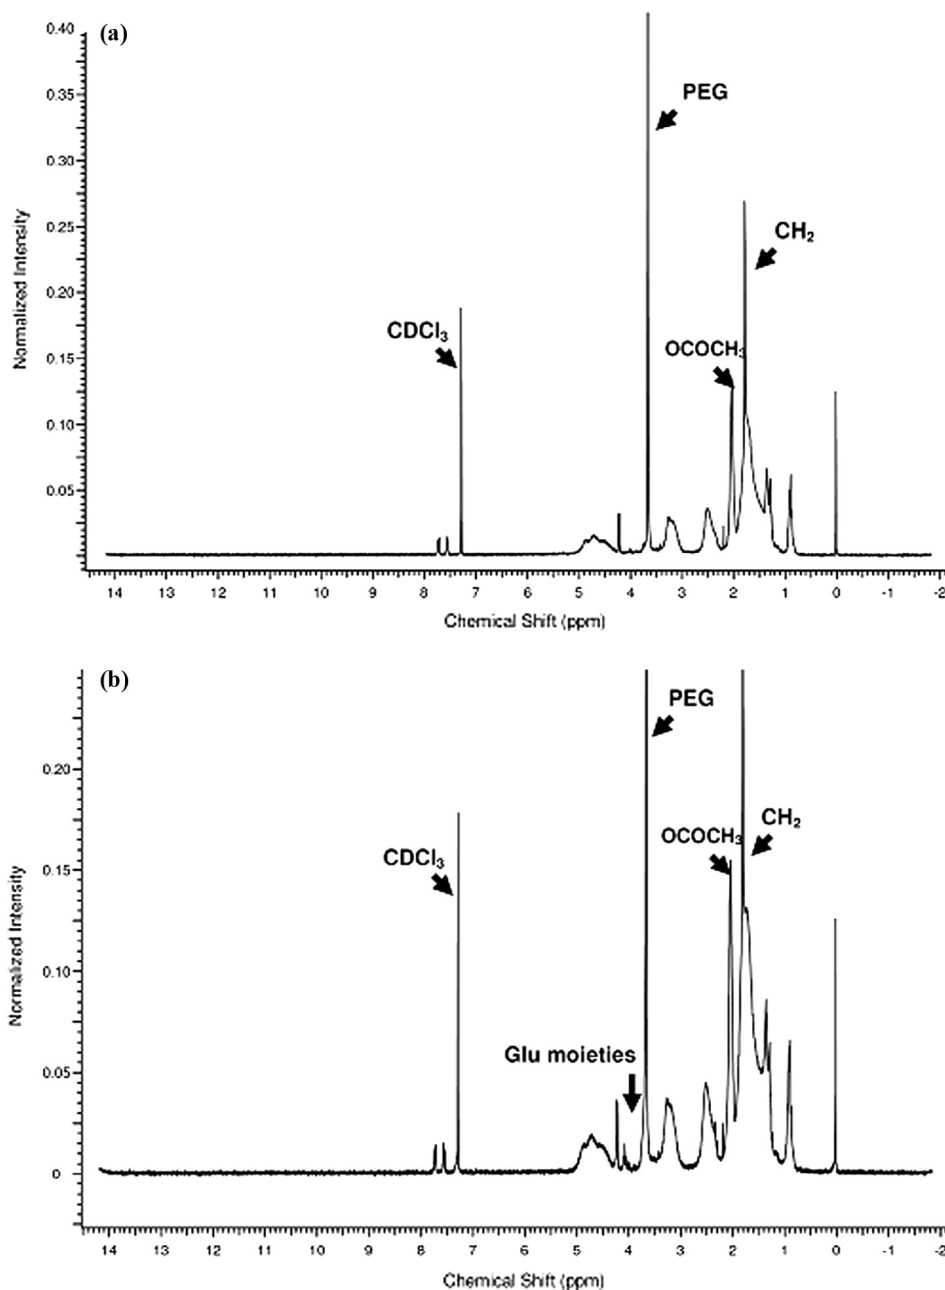 (a)
0.40
PEG
0.35
0.30
0.25
CH₂
0.20
CDCl₃
OCOCH₃
0.15
0.10
0.05
Normalized Intensity
14 13 12 11 10 9 8 7 6 5 4 3 2 1 0 -1 -2
Chemical Shift (ppm)
(b)
PEG
0.20
OCOCH₃
CH₂
CDCl₃
0.15
0.10
Glu moieties
0.05
0
Normalized Intensity
14 13 12 11 10 9 8 7 6 5 4 3 2 1 0 -1 -2
Chemical Shift (ppm)